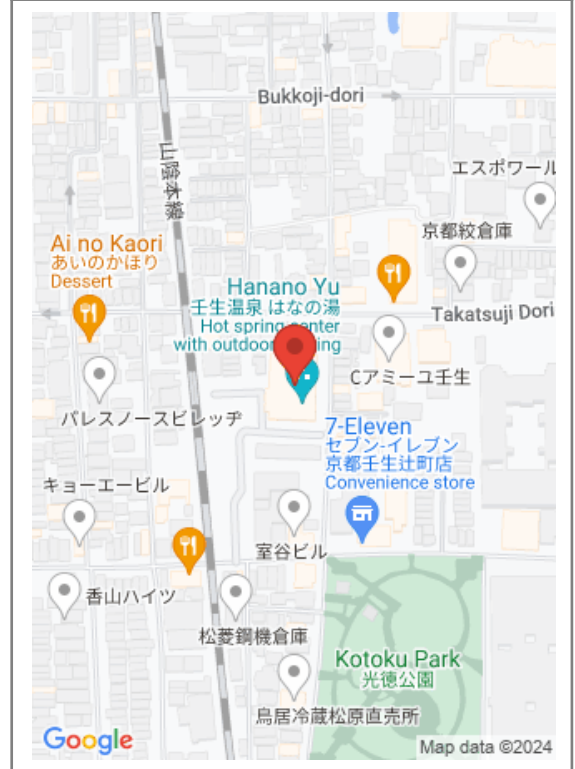 Bukkoji-dori
山陰本線
エスポワール
京都紋倉庫
Ai no Kaori
あいのかほり
Dessert
Hanano Yu
壬生温泉 はなの湯
Hot spring center
with outdoor
Takatsuji Dori
Cアミーユ壬生
パレスノースビレッヂ
7-Eleven
セブン-イレブン
京都壬生辻町店
Convenience store
キョーエービル
室谷ビル
香山ハイツ
松菱鋼機倉庫
Kotoku Park
光徳公園
鳥居冷蔵松原直売所
Google
Map data ©2024